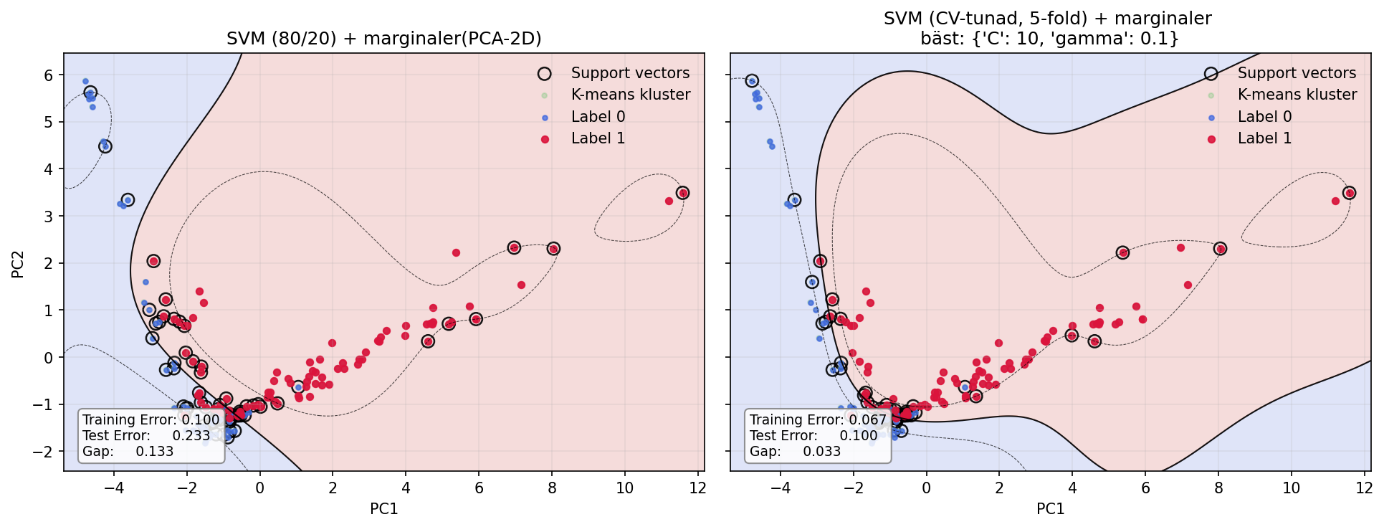 SVM (80/20) + marginaler(PCA-2D)
PC2
6
5
4
3
2
1
0
−1
−2
Support vectors
K-means kluster
Label 0
Label 1
Training Error: 0.100
Test Error: 0.233
Gap: 0.133
−4 −2 0 2 4 6 8 10 12
PC1
SVM (CV-tunad, 5-fold) + marginaler
bäst: {'C': 10, 'gamma': 0.1}
Support vectors
K-means kluster
Label 0
Label 1
Training Error: 0.067
Test Error: 0.100
Gap: 0.033
−4 −2 0 2 4 6 8 10 12
PC1